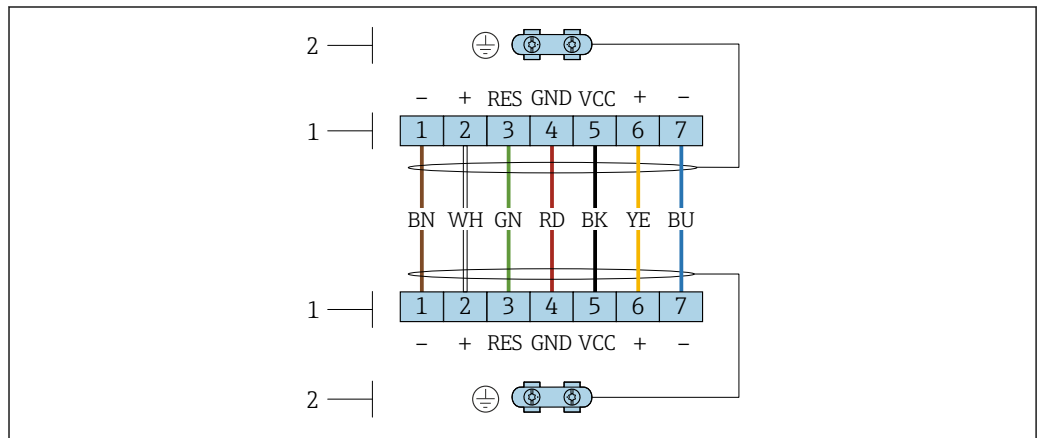 2
– + RES GND VCC + –
1 1 2 3 4 5 6 7
BN WH GN RD BK YE BU
1 1 2 3 4 5 6 7
– + RES GND VCC + –
2